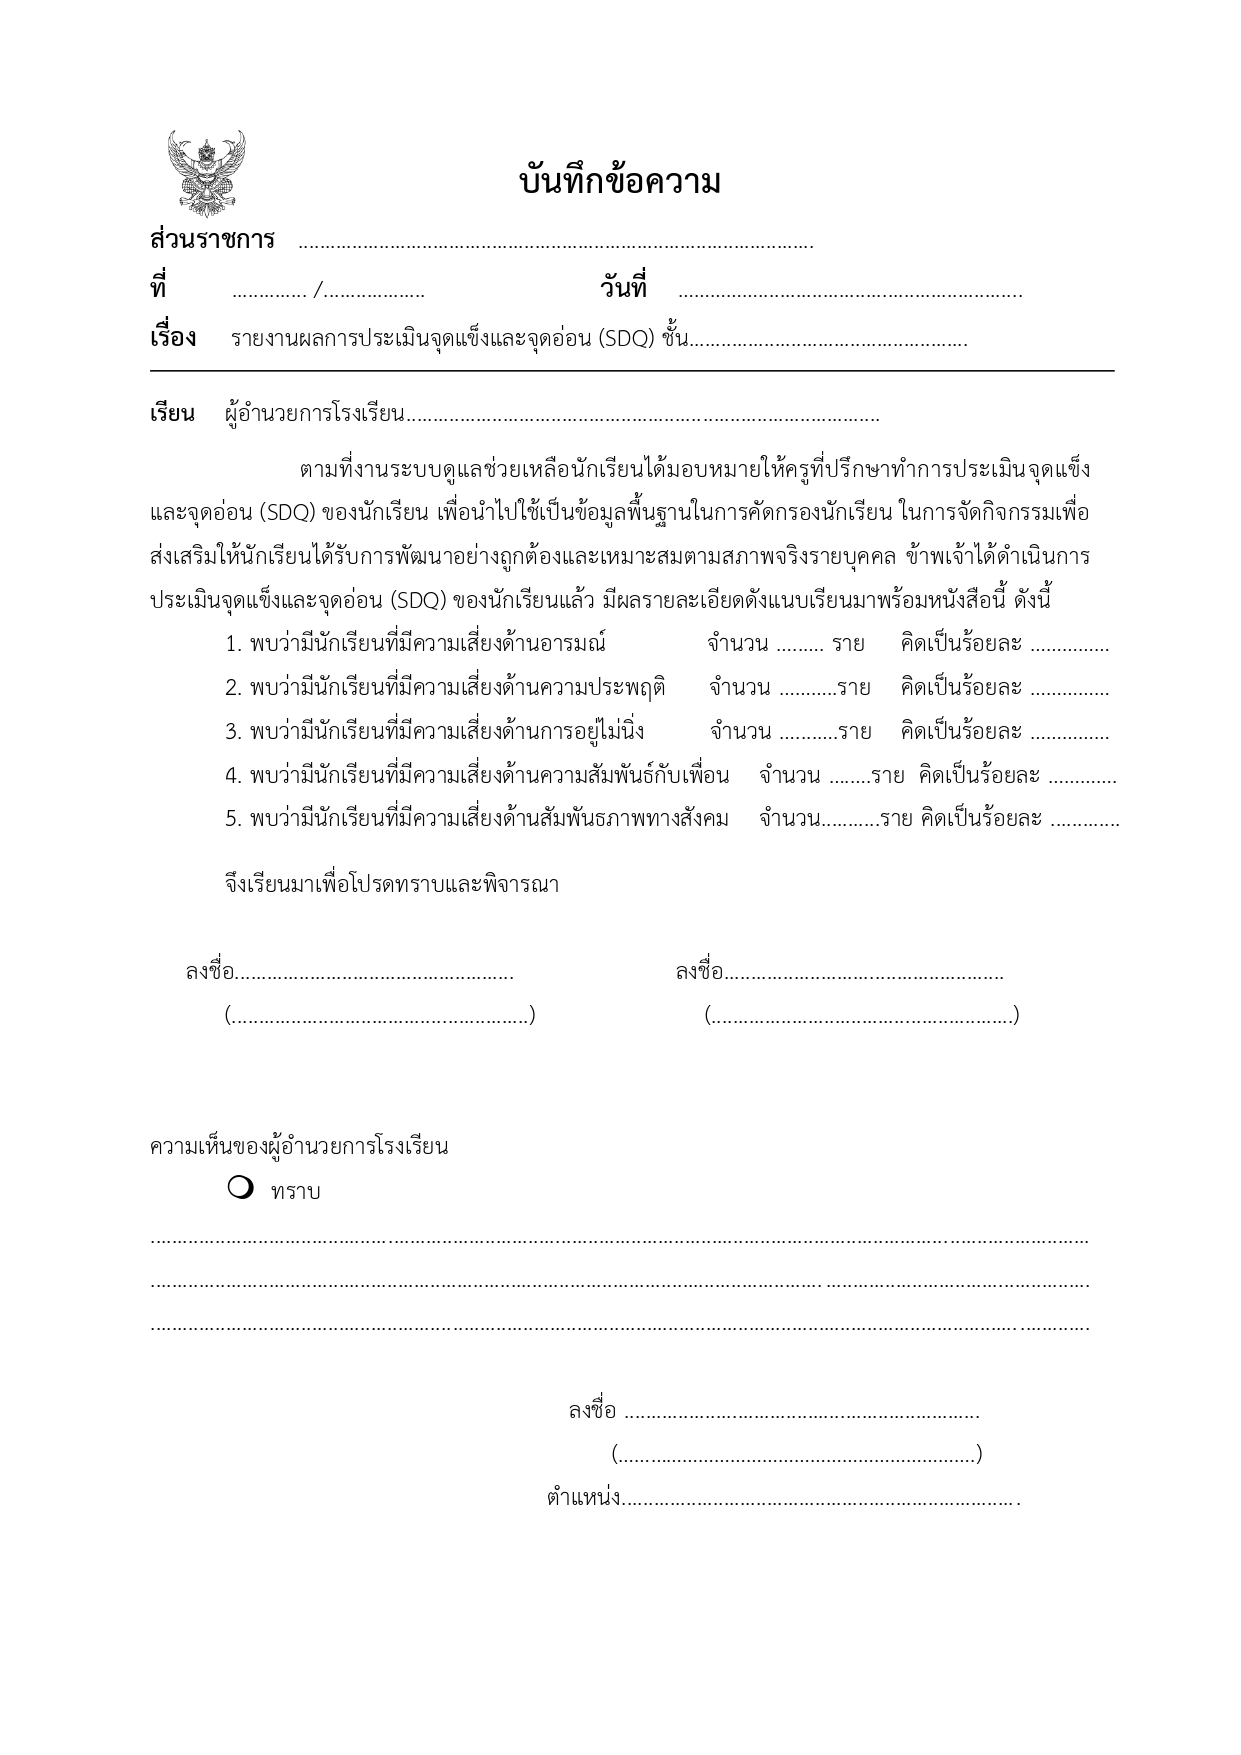 บันทึกข้อความ
ส่วนราชการ ................................................................................................
ที่ .............. /................... วันที่ ................................................................
เรื่อง รายงานผลการประเมินจุดแข็งและจุดอ่อน (SDQ) ชั้น....................................................
เรียน ผู้อำนวยการโรงเรียน........................................................................................
ตามที่งานระบบดูแลช่วยเหลือนักเรียนได้มอบหมายให้ครูที่ปรึกษาทำการประเมินจุดแข็ง
และจุดอ่อน (SDQ) ของนักเรียน เพื่อนำไปใช้เป็นข้อมูลพื้นฐานในการคัดกรองนักเรียน ในการจัดกิจกรรมเพื่อ
ส่งเสริมให้นักเรียนได้รับการพัฒนาอย่างถูกต้องและเหมาะสมตามสภาพจริงรายบุคคล ข้าพเจ้าได้ดำเนินการ
ประเมินจุดแข็งและจุดอ่อน (SDQ) ของนักเรียนแล้ว มีผลรายละเอียดดังแนบเรียนมาพร้อมหนังสือนี้ ดังนี้
1. พบว่ามีนักเรียนที่มีความเสี่ยงด้านอารมณ์ จำนวน ......... ราย คิดเป็นร้อยละ ...............
2. พบว่ามีนักเรียนที่มีความเสี่ยงด้านความประพฤติ จำนวน ...........ราย คิดเป็นร้อยละ ...............
3. พบว่ามีนักเรียนที่มีความเสี่ยงด้านการอยู่ไม่นิ่ง จำนวน ...........ราย คิดเป็นร้อยละ ...............
4. พบว่ามีนักเรียนที่มีความเสี่ยงด้านความสัมพันธ์กับเพื่อน จำนวน ........ราย คิดเป็นร้อยละ .............
5. พบว่ามีนักเรียนที่มีความเสี่ยงด้านสัมพันธภาพทางสังคม จำนวน...........ราย คิดเป็นร้อยละ .............
จึงเรียนมาเพื่อโปรดทราบและพิจารณา
ลงชื่อ.................................................... ลงชื่อ....................................................
(........................................................) (........................................................)
ความเห็นของผู้อำนวยการโรงเรียน
❍ ทราบ
..............................................................................................................................................................................
..............................................................................................................................................................................
..............................................................................................................................................................................
ลงชื่อ ..................................................................
(...................................................................)
ตำแหน่ง..........................................................................